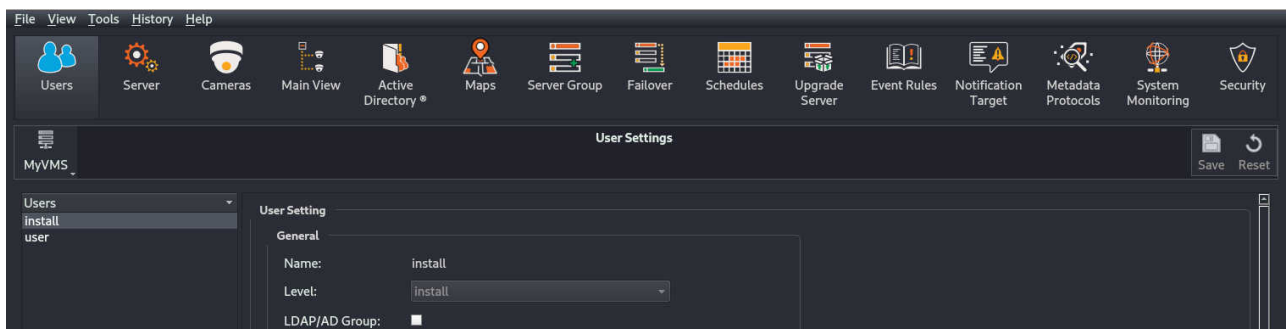 File View Tools History Help
Users Server Cameras Main View Active Directory ® Maps Server Group Failover Schedules Upgrade Server Event Rules Notification Target Metadata Protocols System Monitoring Security
MyVMS User Settings Save Reset
Users
install
user
User Setting
General
Name: install
Level: install
LDAP/AD Group: